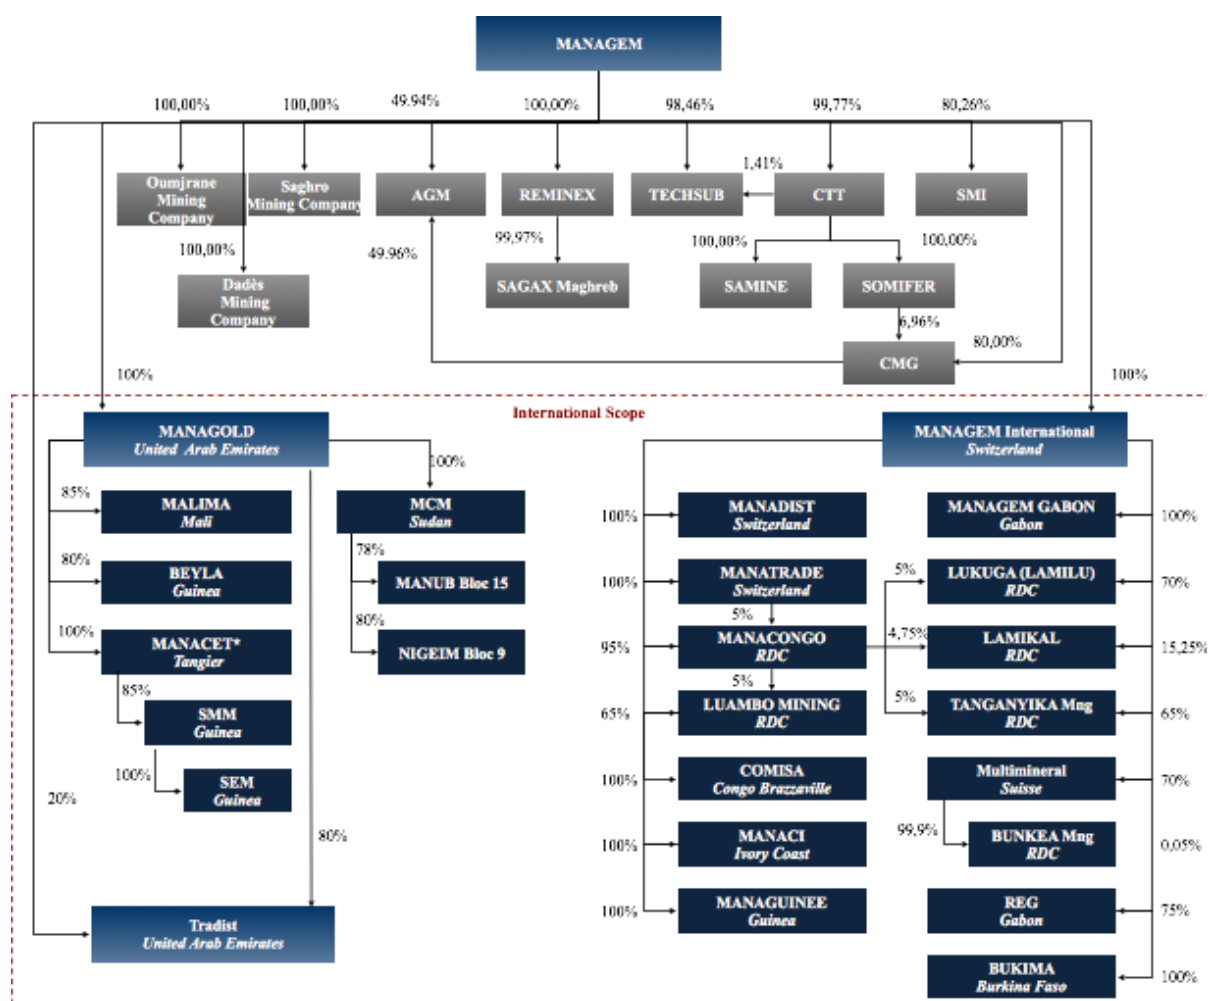 MANAGEM
100,00%
100,00%
49.94%
100,00%
98,46%
99,77%
80,26%
1,41%
Oumjrane
Mining
Company
Saghro
Mining Company
AGM
REMINEX
TECHSUB
CTT
SMI
100,00%
49.96%
99,97%
100,00%
100,00%
Dadès
Mining
Company
SAGAX Maghreb
SAMINE
SOMIFER
6,96%
80,00%
CMG
100%
100%
International Scope
MANAGOLD
United Arab Emirates
MANAGEM International
Switzerland
100%
85%
MALIMA
Mali
MCM
Sudan
100%
MANADIST
Switzerland
MANAGEM GABON
Gabon
100%
78%
80%
BEYLA
Guinea
MANUB Bloc 15
100%
MANATRADE
Switzerland
5%
LUKUGA (LAMILU)
RDC
70%
80%
5%
100%
MANACET*
Tangier
NIGEIM Bloc 9
95%
MANACONGO
RDC
4,75%
LAMIKAL
RDC
15,25%
85%
5%
5%
SMM
Guinea
65%
LUAMBO MINING
RDC
TANGANYIKA Mng
RDC
65%
100%
SEM
Guinea
100%
COMISA
Congo Brazzaville
Multimineral
Suisse
70%
20%
80%
99,9%
100%
MANACI
Ivory Coast
BUNKEA Mng
RDC
0,05%
100%
MANAGUINEE
Guinea
REG
Gabon
75%
Tradist
United Arab Emirates
BUKIMA
Burkina Faso
100%